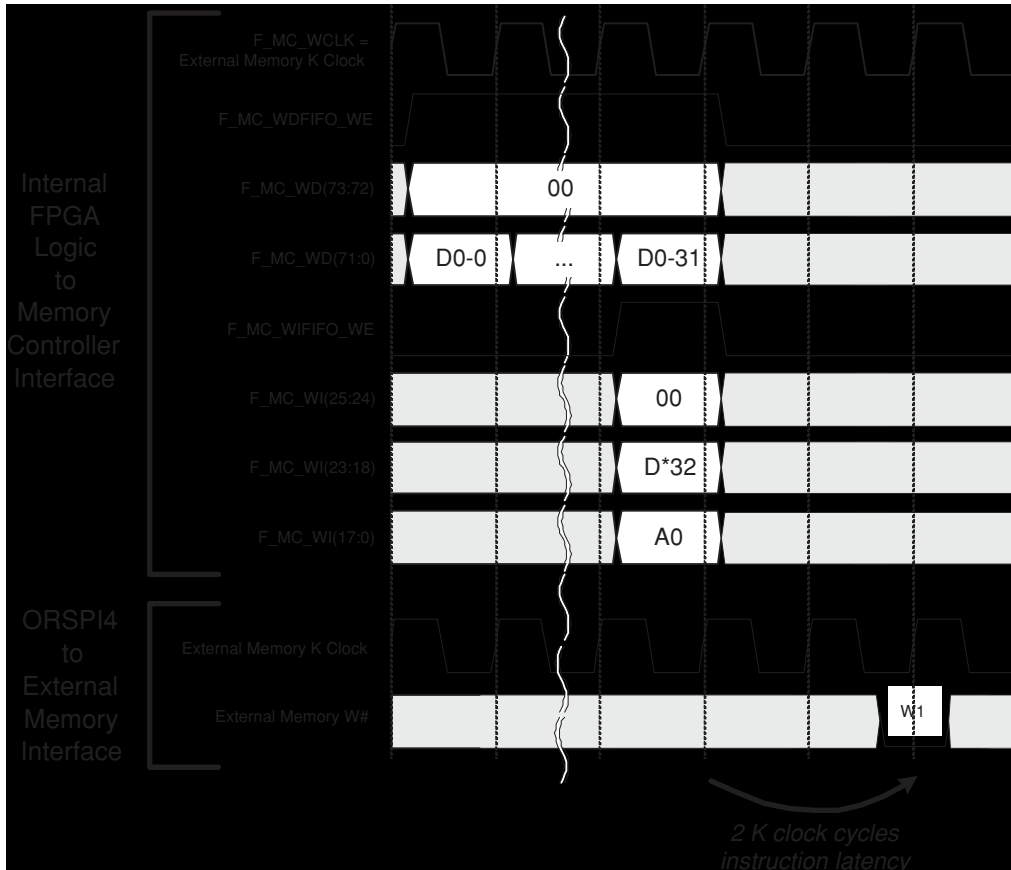 F_MC_WCLK =
External Memory K Clock
F_MC_WDFIFO_WE
F_MC_WD(73:72)
00
F_MC_WD(71:0)
D0-0
...
D0-31
F_MC_WIFIFO_WE
F_MC_WI(25:24)
00
F_MC_WI(23:18)
D*32
F_MC_WI(17:0)
A0
Internal
FPGA
Logic
to
Memory
Controller
Interface
ORSPI4
to
External
Memory
Interface
External Memory K Clock
External Memory W#
W1
2 K clock cycles
instruction latency